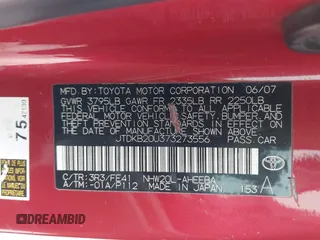 MFD. BY: TOYOTA MOTOR CORPORATION 06/07
GVWR 3795LB GAWR FR 2335LB RR 2250LB
THIS VEHICLE CONFORMS TO ALL APPLICABLE
FEDERAL MOTOR VEHICLE SAFETY, BUMPER, AND
THEFT PREVENTION STANDARDS IN EFFECT ON
THE DATE OF MANUFACTURE SHOWN ABOVE.
JTDKB20U373273556 PASS.CAR
C/TR: 3R3/FE41 NHW20L-AHEEBA
A/TM: -01A/P112 MADE IN JAPAN 153 A
TOYOTA
75
DREAMBID